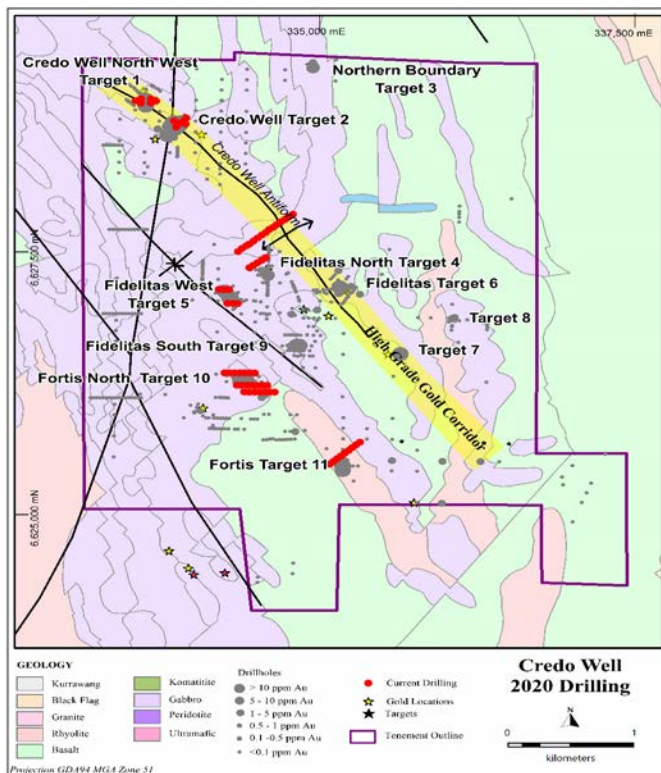 335,000 mE
337,500 mE
Credo Well North West
Target 1
Northern Boundary
Target 3
Credo Well Target 2
Credo Well Antiform
6,627,500 mN
Fidelitas North Target 4
Fidelitas West
Target 5
Fidelitas Target 6
Target 8
Fidelitas South Target 9
Target 7
Fortis North Target 10
High Grade Gold Corridor
Fortis Target 11
6,625,000 mN
GEOLOGY
Kurrawang
Black Flag
Granite
Rhyolite
Basalt
Komatitite
Gabbro
Peridotite
Ultramafic
Drillholes
> 10 ppm Au
5 - 10 ppm Au
1 - 5 ppm Au
0.5 - 1 ppm Au
0.1 -0.5 ppm Au
<0.1 ppm Au
Current Drilling
Gold Locations
Targets
Tenement Outline
Credo Well
2020 Drilling
N
0 1
kilometers
Projection GDA94 MGA Zone 51